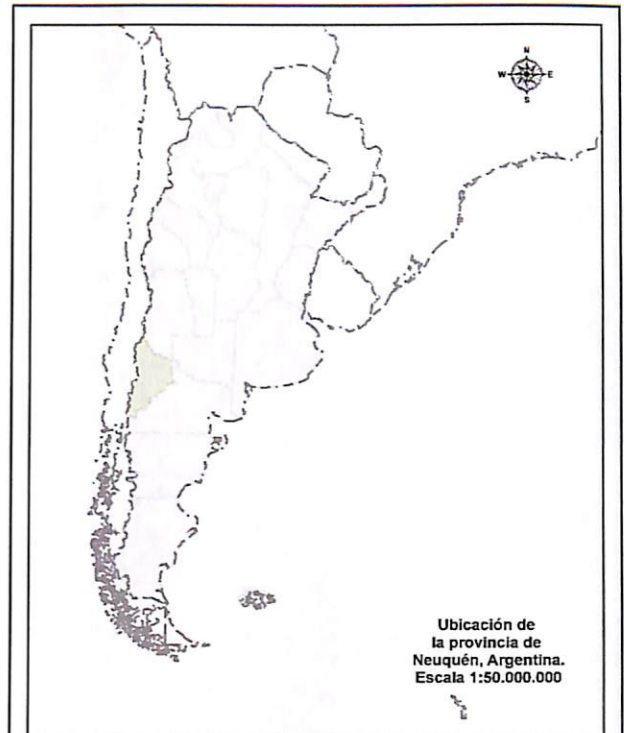 N
W E
S
Ubicación de
la provincia de
Neuquén, Argentina.
Escala 1:50.000.000